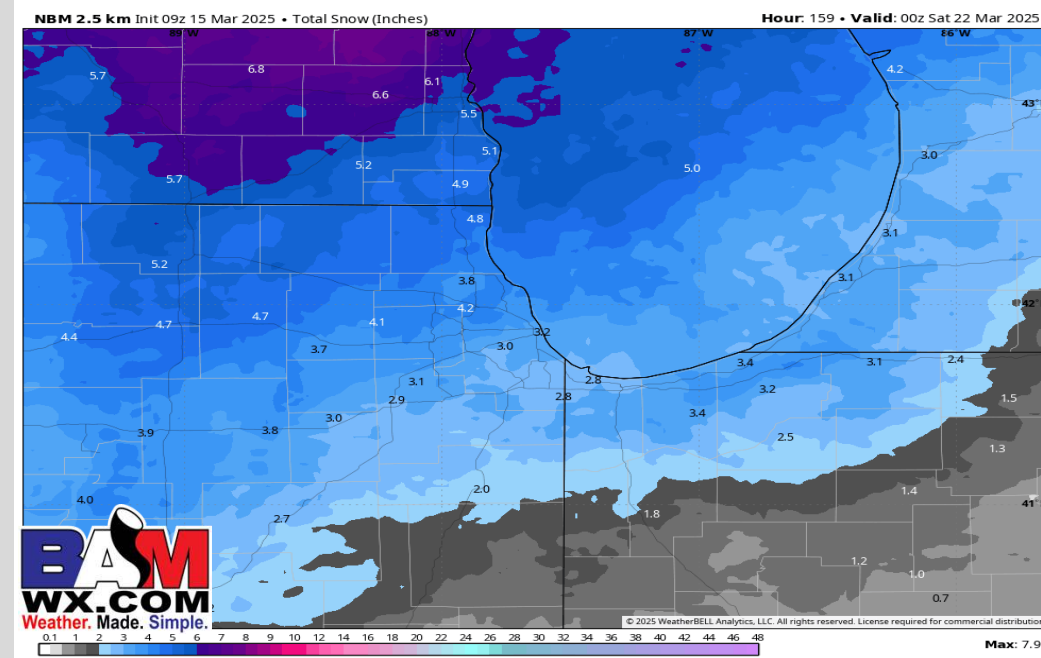 NBM 2.5 km Init 09z 15 Mar 2025 • Total Snow (Inches)
Hour: 159 • Valid: 00z Sat 22 Mar 2025
89°W 88°W 87°W 86°W
5.7 6.8 6.6 6.1 4.2
5.5 43°
5.1 3.0
5.7 5.2 4.9 5.0
4.8 3.1
5.2 3.8 3.1
4.4 4.7 4.7 4.1 4.2 42°
3.7 3.0 3.2
3.1 2.8 3.4 3.1 2.4
2.9 2.8 3.2 1.5
3.9 3.8 3.0 3.4
2.5 1.3
4.0 2.0 1.4 41°
2.7 1.8
1.2 1.0
0.7
BAM
WX.COM
Weather. Made. Simple.
© 2025 WeatherBELL Analytics, LLC. All rights reserved. License required for commercial distribution
0.1 1 2 3 4 5 6 7 8 9 10 12 14 16 18 20 22 24 26 28 30 32 34 36 38 40 42 44 46 48
Max: 7.9